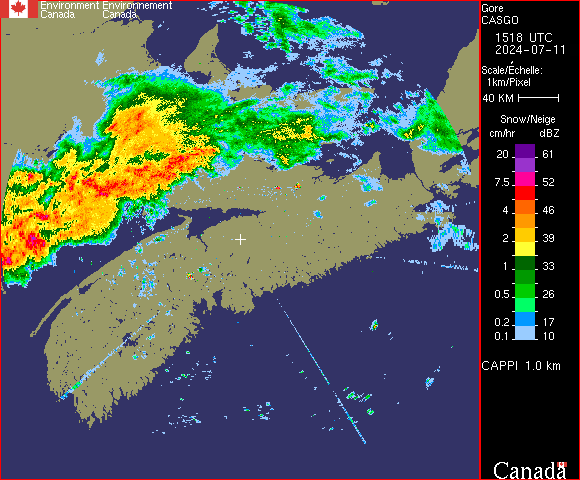 Environment Environnement
Canada Canada
Gore
CASGO
1518 UTC
2024-07-11
Scale/Échelle:
1km/Pixel
40 KM
Snow/Neige
cm/hr dBZ
20 61
7.5 52
4 46
2 39
1 33
0.5 26
0.2 17
0.1 10
CAPPI 1.0 km
Canada